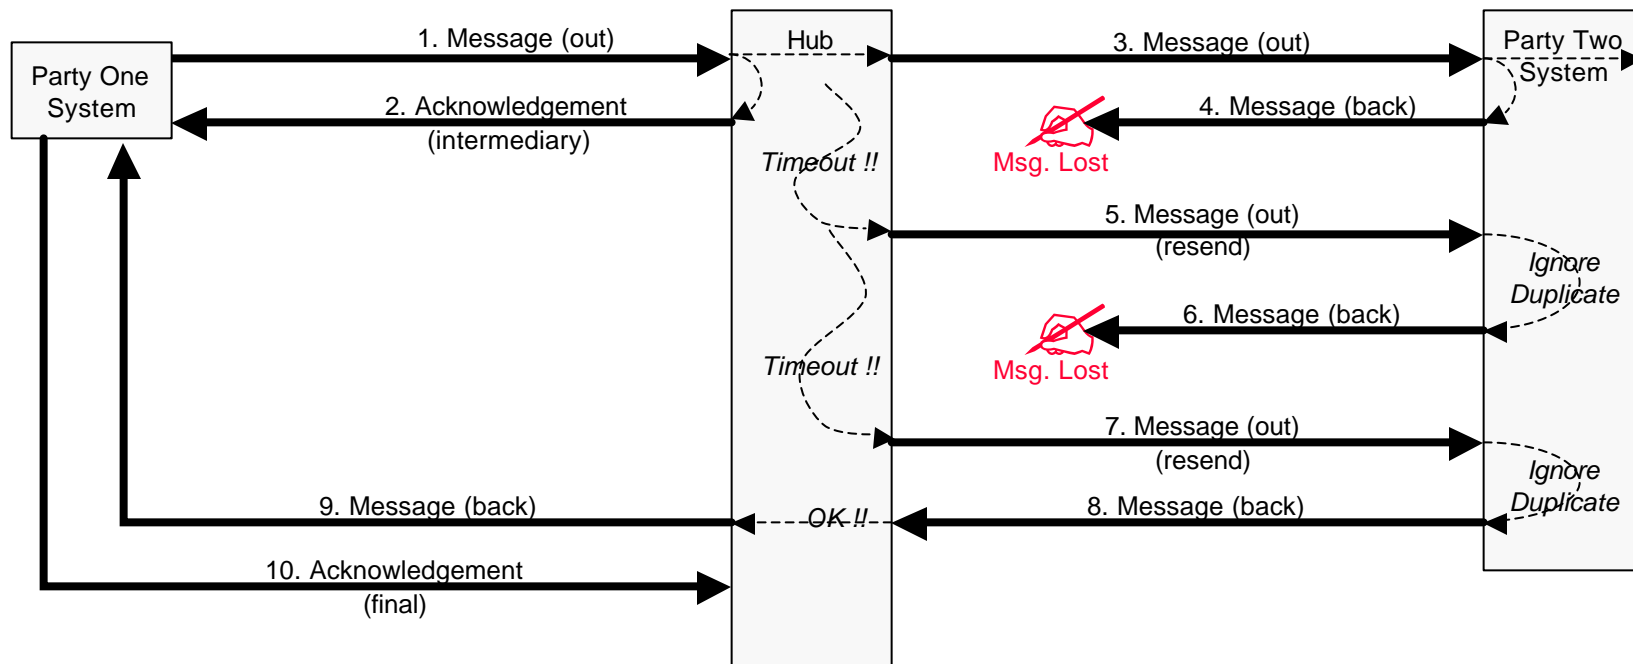 1. Message (out)
Hub
3. Message (out)
Party Two
System
Party One
System
2. Acknowledgement
(intermediary)
4. Message (back)
Timeout !!
Msg. Lost
5. Message (out)
(resend)
Ignore
Duplicate
6. Message (back)
Timeout !!
Msg. Lost
7. Message (out)
(resend)
Ignore
Duplicate
9. Message (back)
OK !!
8. Message (back)
10. Acknowledgement
(final)